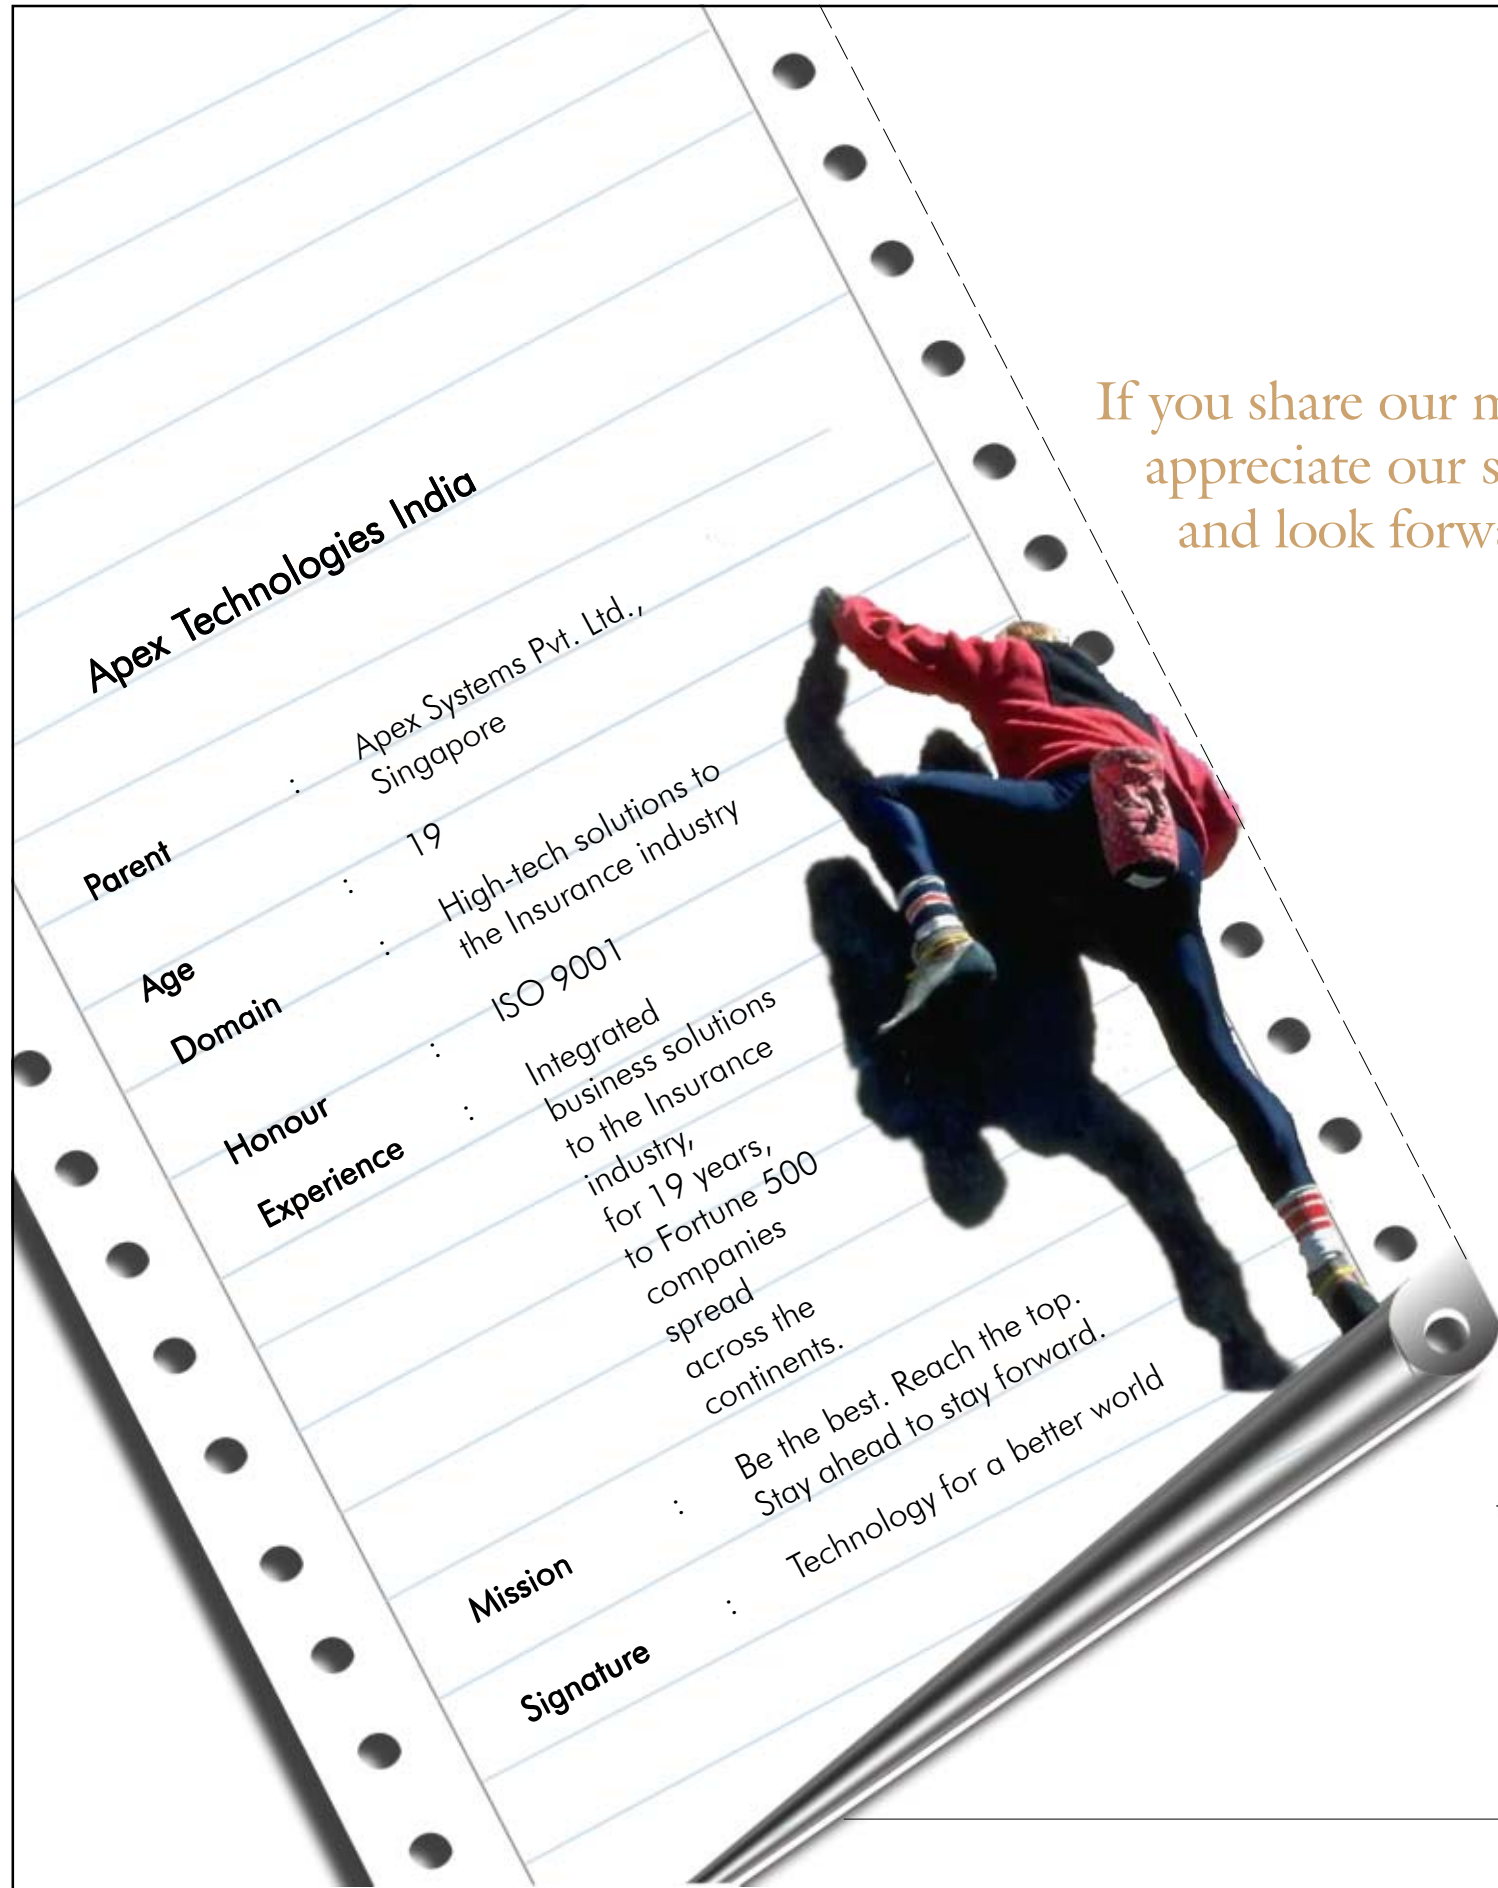 Apex Technologies India
Parent : Apex Systems Pvt. Ltd.,
Singapore
Age : 19
Domain : High-tech solutions to
the Insurance industry
Honour : ISO 9001
Experience : Integrated
business solutions
to the Insurance
industry,
for 19 years,
to Fortune 500
companies
spread
across the
continents.
Mission : Be the best. Reach the top.
Stay ahead to stay forward.
Signature : Technology for a better world
If you share our
appreciate our
and look